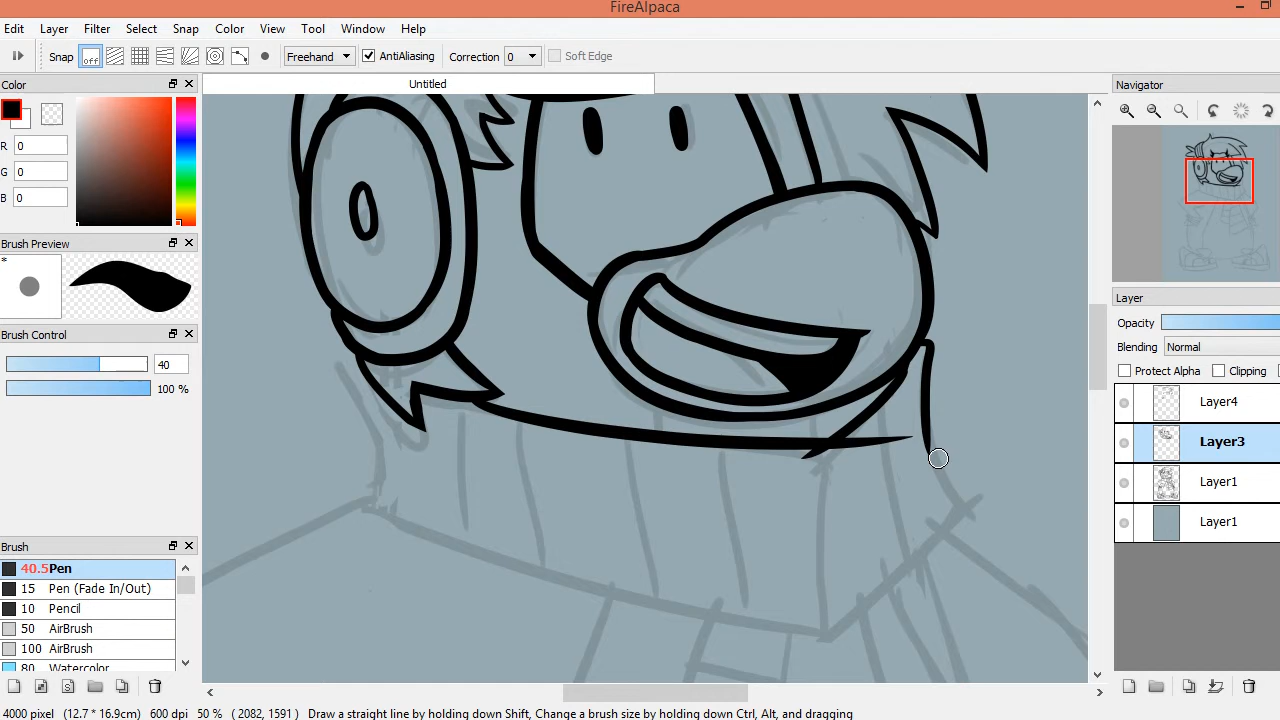 FireAlpaca
Edit Layer Filter Select Snap Color View Tool Window Help
Snap off Freehand AntiAliasing Correction 0 Soft Edge
Color
Untitled
Navigator
R 0
G 0
B 0
Brush Preview
*
Brush Control
40
100 %
Layer
Opacity
Blending Normal
Protect Alpha Clipping
Layer4
Layer3
Layer1
Layer1
Brush
40.5 Pen
15 Pen (Fade In/Out)
10 Pencil
50 AirBrush
100 AirBrush
80 Watercolor
4000 pixel (12.7 * 16.9cm) 600 dpi 50 % ( 2082, 1591 ) Draw a straight line by holding down Shift, Change a brush size by holding down Ctrl, Alt, and dragging